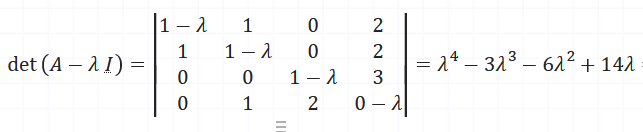 det (A − λ I) = | 1 − λ 1 0 2 | = λ⁴ − 3λ³ − 6λ² + 14λ =
| 1 1 − λ 0 2 |
| 0 0 1 − λ 3 |
| 0 1 2 0 − λ |